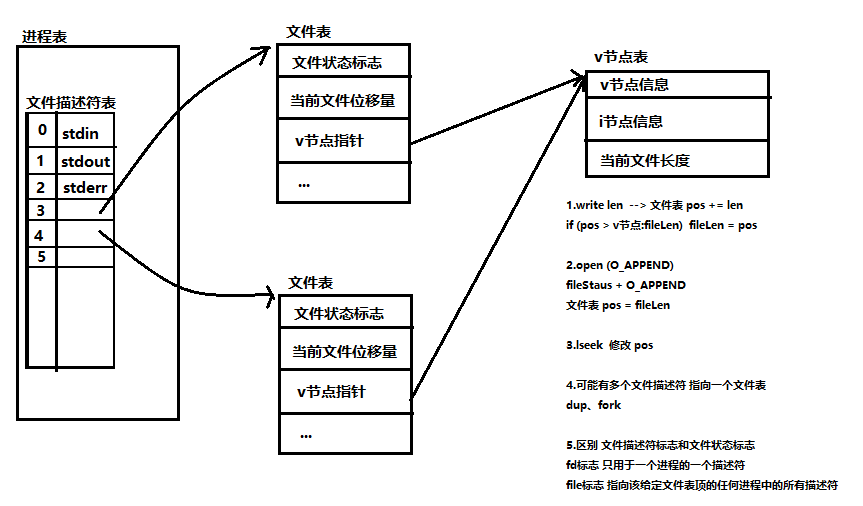 进程表
文件描述符表
0 stdin
1 stdout
2 stderr
3
4
5
文件表
文件状态标志
当前文件位移量
v节点指针
...
文件表
文件状态标志
当前文件位移量
v节点指针
...
v节点表
v节点信息
i节点信息
当前文件长度
1.write len --> 文件表 pos += len
if (pos > v节点:fileLen) fileLen = pos
2.open (O_APPEND)
fileStaus + O_APPEND
文件表 pos = fileLen
3.lseek 修改 pos
4.可能有多个文件描述符 指向一个文件表
dup、fork
5.区别 文件描述符标志和文件状态标志
fd标志 只用于一个进程的一个描述符
file标志 指向该给定文件表顶的任何进程中的所有描述符